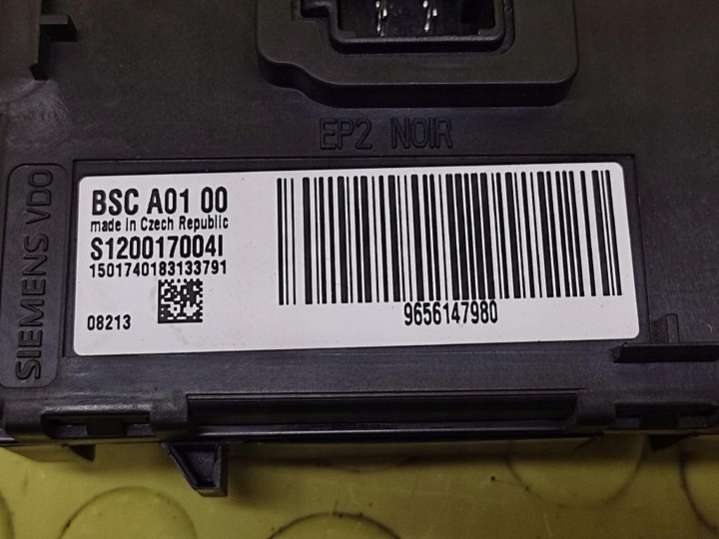 EP2 NOIR
SIEMENS VDO
BSC A01 00
made in Czech Republic
S120017004I
1501740183133791
08213
9656147980